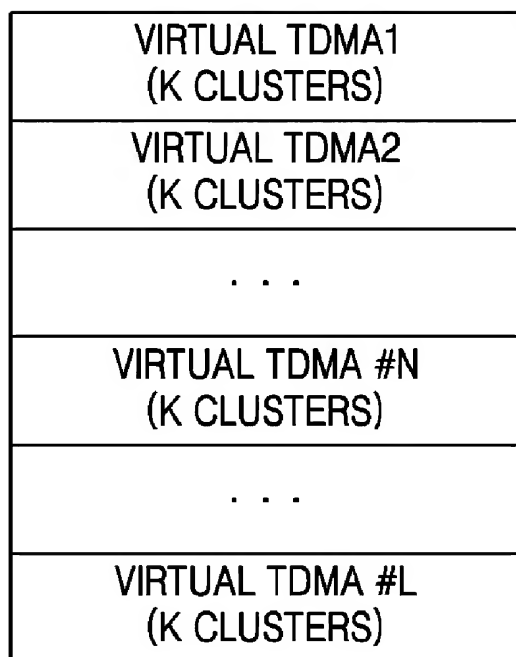 VIRTUAL TDMA1
(K CLUSTERS)
VIRTUAL TDMA2
(K CLUSTERS)
. . .
VIRTUAL TDMA #N
(K CLUSTERS)
. . .
VIRTUAL TDMA #L
(K CLUSTERS)